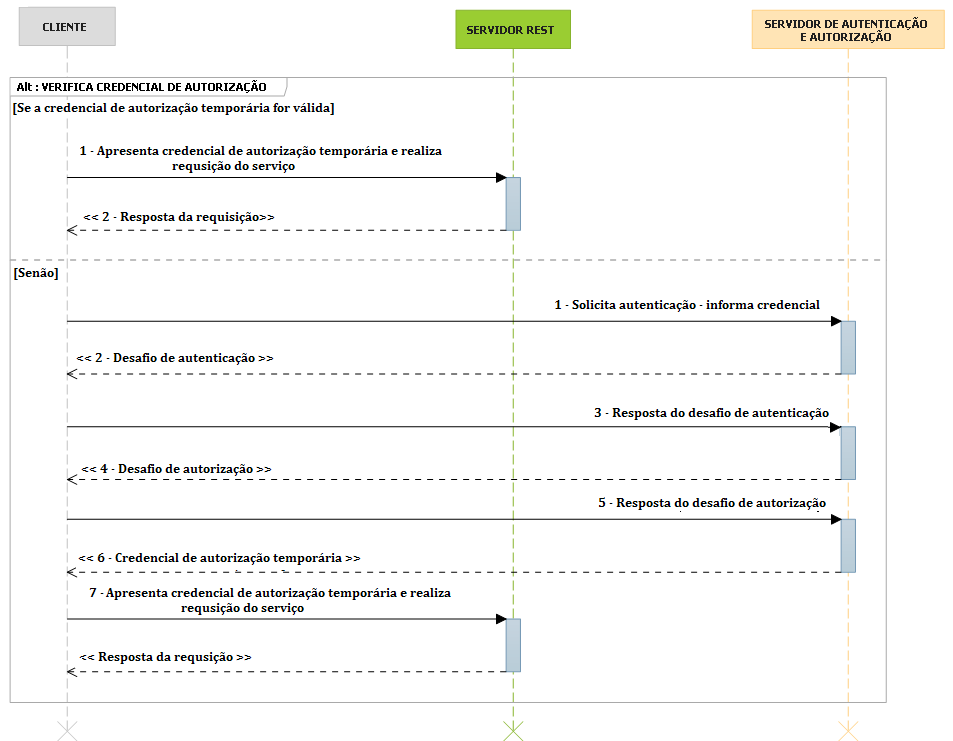 CLIENTE
SERVIDOR REST
SERVIDOR DE AUTENTICAÇÃO
E AUTORIZAÇÃO
Alt : VERIFICA CREDENCIAL DE AUTORIZAÇÃO
[Se a credencial de autorização temporária for válida]
1 - Apresenta credencial de autorização temporária e realiza
requsição do serviço
<< 2 - Resposta da requisição>>
[Senão]
1 - Solicita autenticação - informa credencial
<< 2 - Desafio de autenticação >>
3 - Resposta do desafio de autenticação
<< 4 - Desafio de autorização >>
5 - Resposta do desafio de autorização
<< 6 - Credencial de autorização temporária >>
7 - Apresenta credencial de autorização temporária e realiza
requsição do serviço
<< Resposta da requsição >>